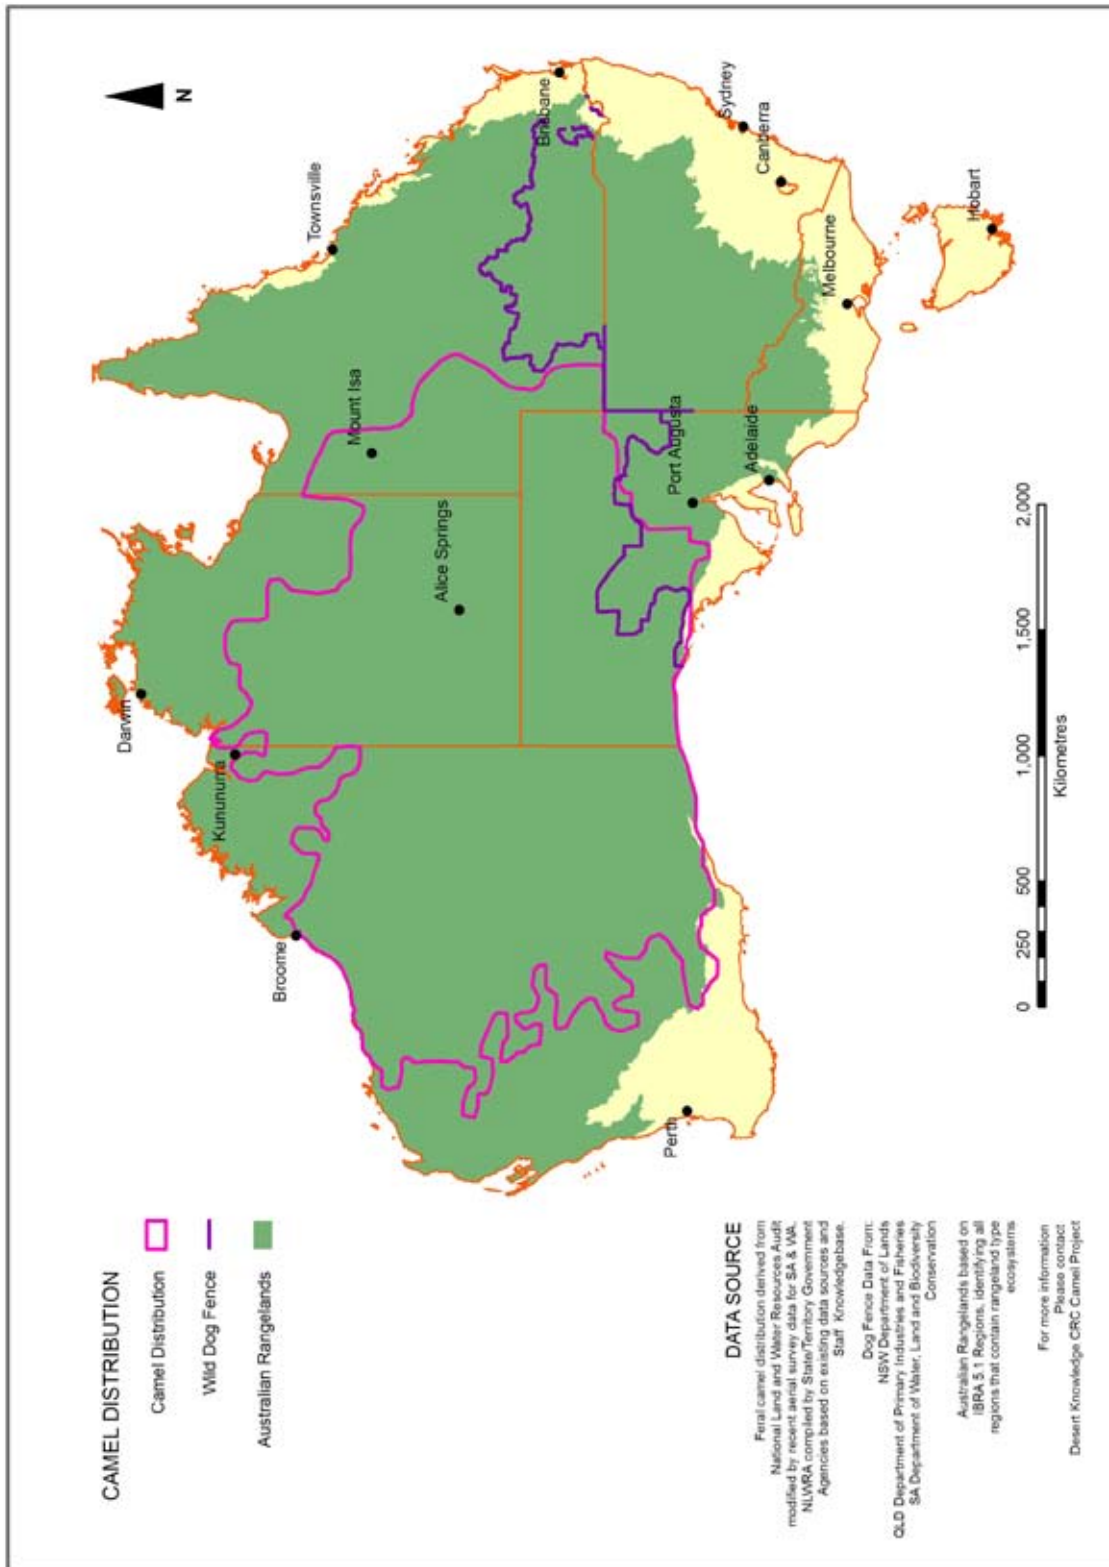 CAMEL DISTRIBUTION
Camel Distribution
Wild Dog Fence
Australian Rangelands
N
Darwin
Kununurra
Broome
Perth
Alice Springs
Mount Isa
Townsville
Brisbane
Port Augusta
Adelaide
Sydney
Canberra
Melbourne
Hobart
0 250 500 1,000 1,500 2,000
Kilometres
DATA SOURCE
Feral camel distribution derived from
National Land and Water Resources Audit
modified by recent aerial survey data for SA & WA.
NLWRA compiled by State/Territory Government
Agencies based on existing data sources and
Staff Knowledgebase.
Dog Fence Data From:
NSW Department of Lands
QLD Department of Primary Industries and Fisheries
SA Department of Water, Land and Biodiversity
Conservation
Australian Rangelands based on
IBRA 5.1 Regions, identifying all
regions that contain rangeland type
ecosystems
For more information
Please contact
Desert Knowledge CRC Camel Project